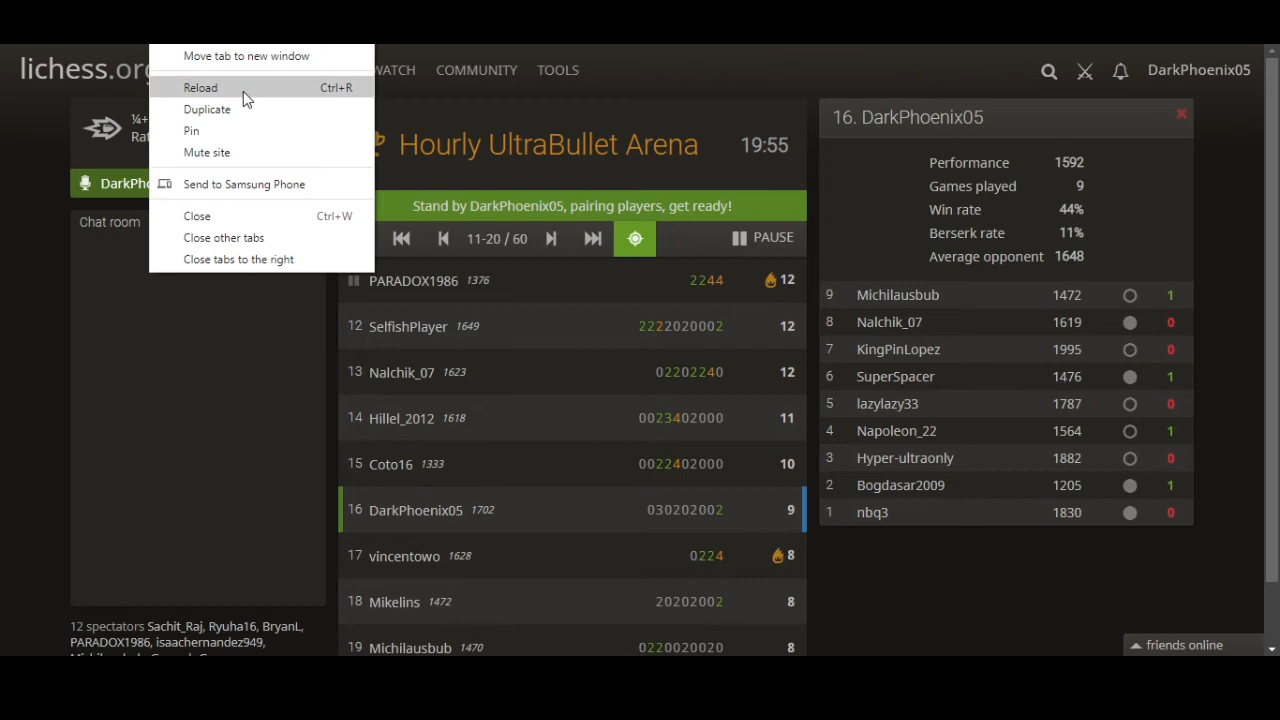 lichess.org
WATCH
COMMUNITY
TOOLS
DarkPhoenix05
Move tab to new window
Reload Ctrl+R
Duplicate
Pin
Mute site
Send to Samsung Phone
Close Ctrl+W
Close other tabs
Close tabs to the right
¼+
Rat
DarkPho
Chat room
12 spectators Sachit_Raj, Ryuha16, BryanL,
PARADOX1986, isaachernandez949,
Hourly UltraBullet Arena 19:55
Stand by DarkPhoenix05, pairing players, get ready!
11-20 / 60 PAUSE
PARADOX1986 1376 2244 12
12 SelfishPlayer 1649 2222020002 12
13 Nalchik_07 1623 02202240 12
14 Hillel_2012 1618 0023402000 11
15 Coto16 1333 0022402000 10
16 DarkPhoenix05 1702 030202002 9
17 vincentowo 1628 0224 8
18 Mikelins 1472 20202002 8
19 Michilausbub 1470 0220020020 8
16. DarkPhoenix05
Performance 1592
Games played 9
Win rate 44%
Berserk rate 11%
Average opponent 1648
9 Michilausbub 1472 1
8 Nalchik_07 1619 0
7 KingPinLopez 1995 0
6 SuperSpacer 1476 1
5 lazylazy33 1787 0
4 Napoleon_22 1564 1
3 Hyper-ultraonly 1882 0
2 Bogdasar2009 1205 1
1 nbq3 1830 0
friends online